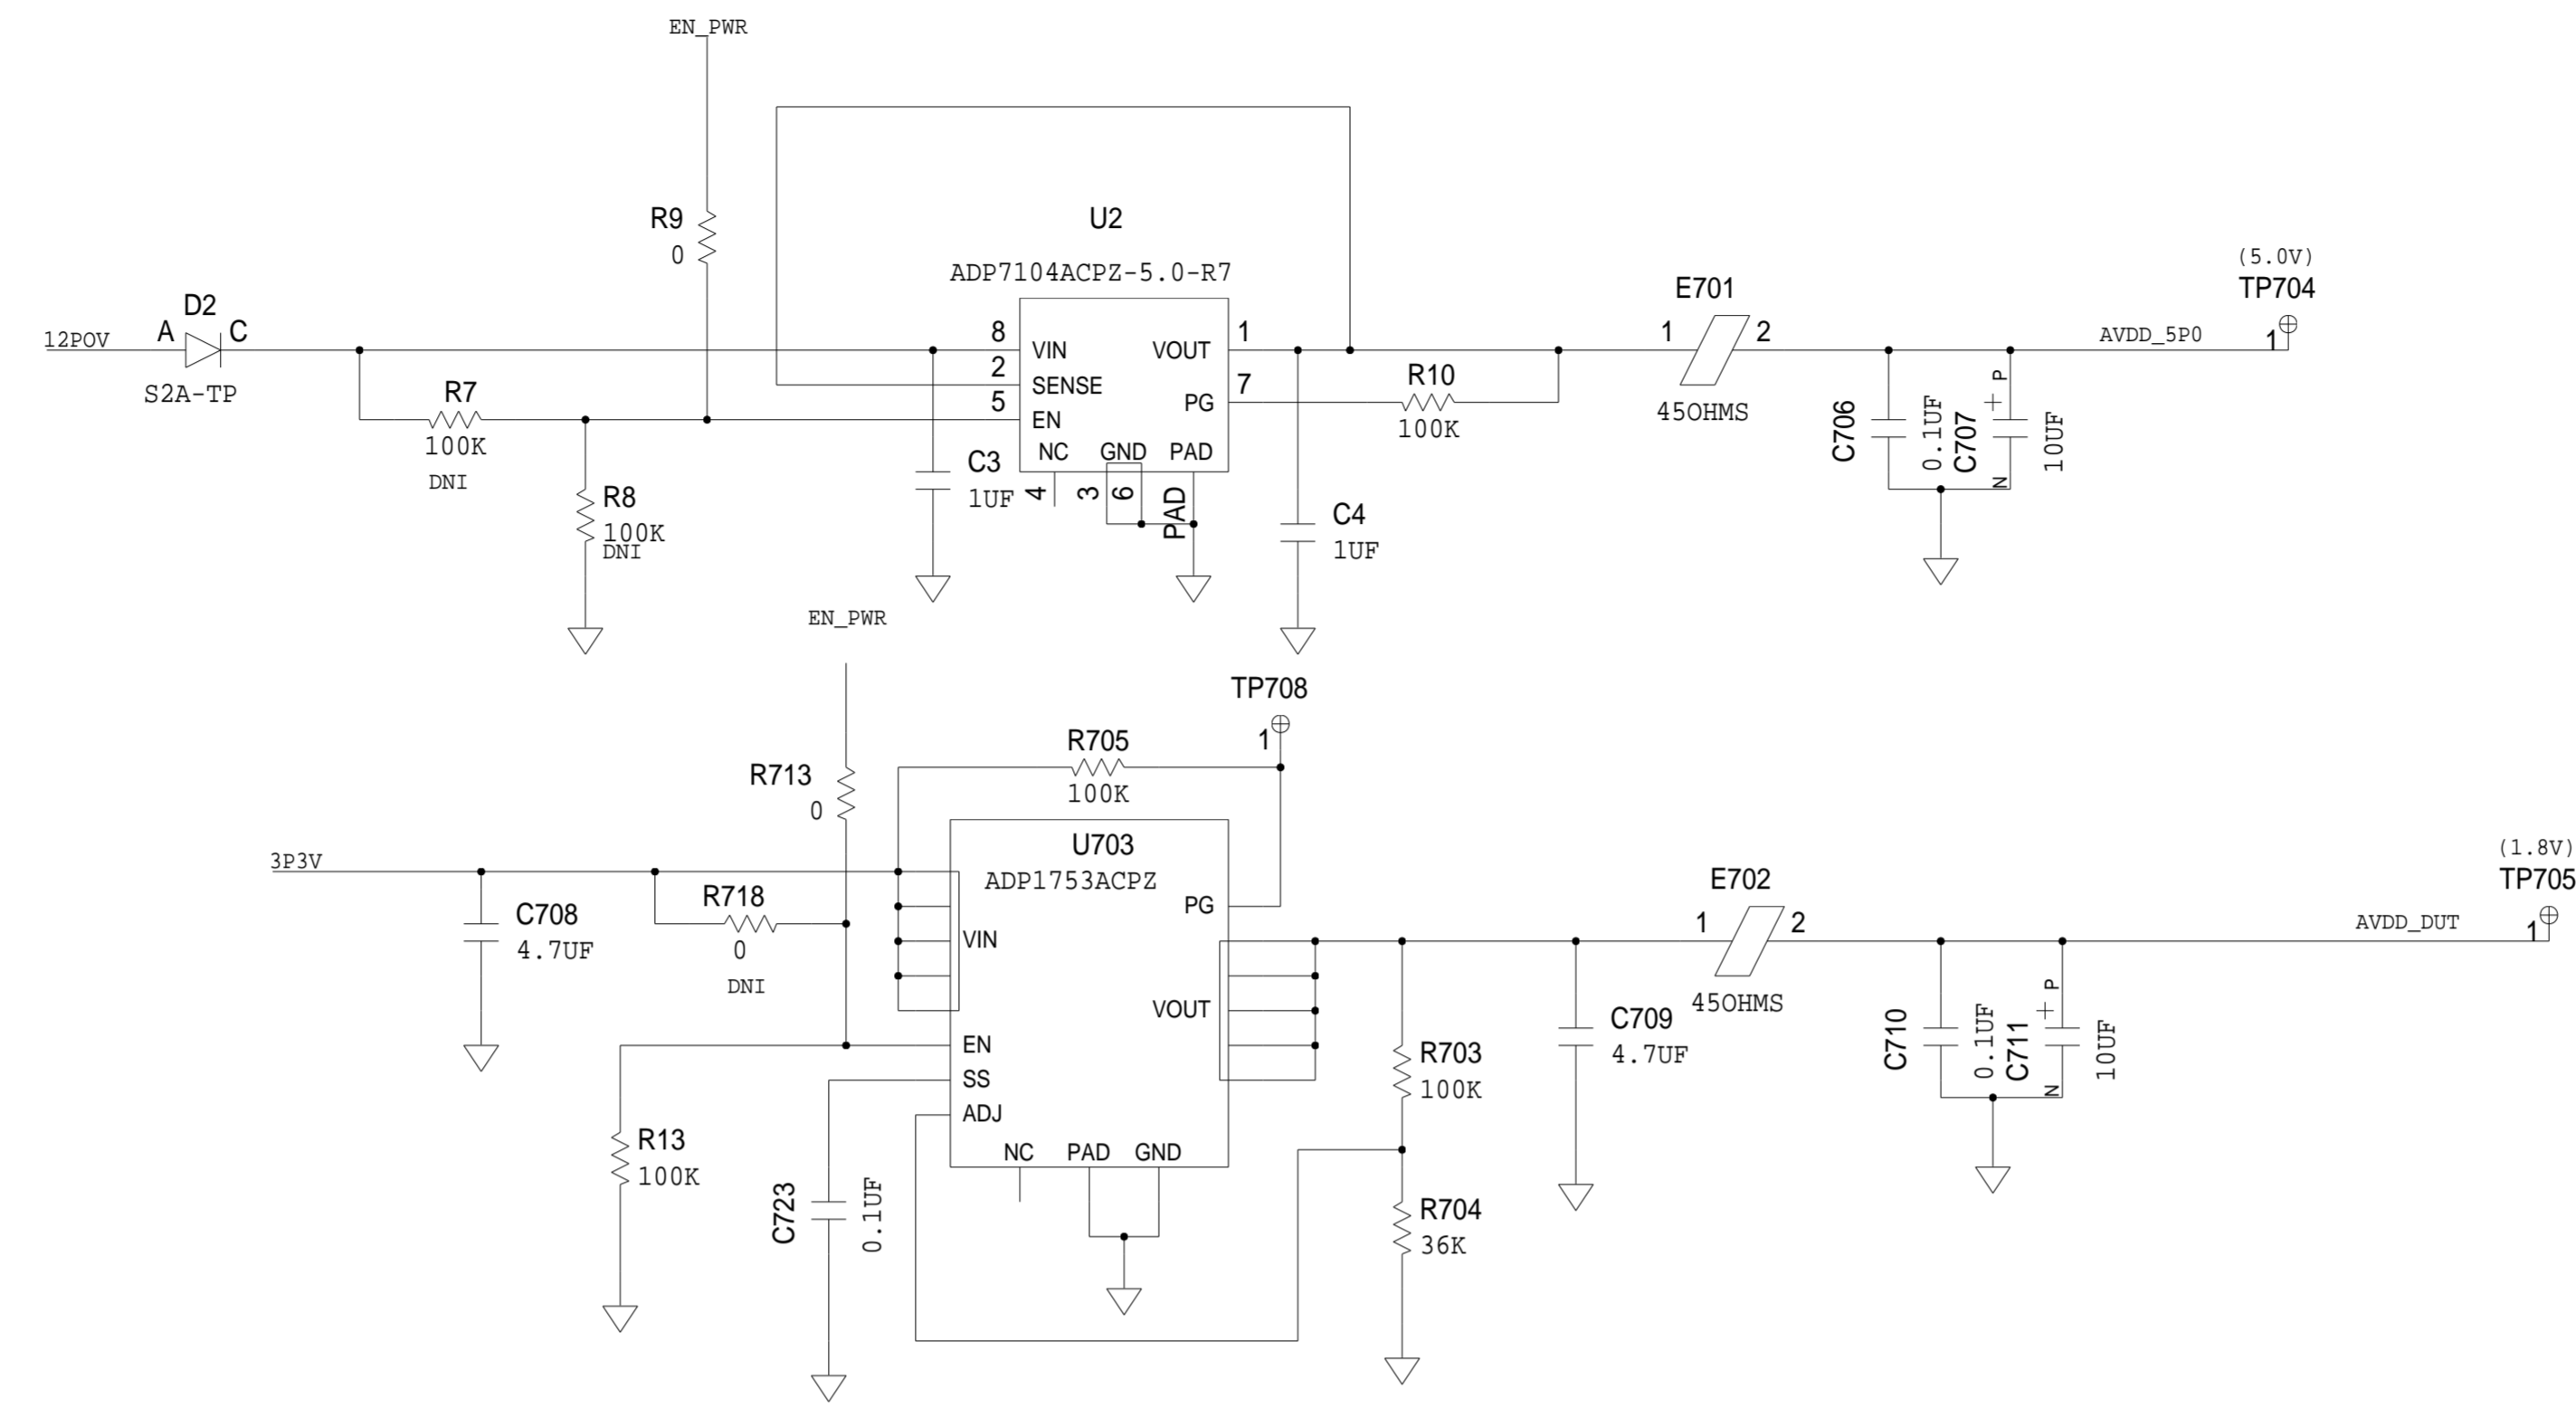 EN_PWR
R9
0
U2
ADP7104ACPZ-5.0-R7
12POV
A
D2
C
S2A-TP
R7
100K
DNI
R8
100K
DNI
8
2
5
VIN
SENSE
EN
VOUT
PG
NC
GND
PAD
4
3
6
PAD
1
7
C3
1UF
C4
1UF
R10
100K
E701
1
2
45OHMS
C706
0.1UF
C707
P
+
N
10UF
AVDD_5P0
(5.0V)
TP704
1
EN_PWR
R713
0
TP708
1
R705
100K
3P3V
C708
4.7UF
R718
0
DNI
U703
ADP1753ACPZ
VIN
EN
SS
ADJ
PG
VOUT
NC
PAD
GND
R13
100K
C723
0.1UF
R703
100K
R704
36K
C709
4.7UF
E702
1
2
45OHMS
C710
0.1UF
C711
P
+
N
10UF
AVDD_DUT
(1.8V)
TP705
1